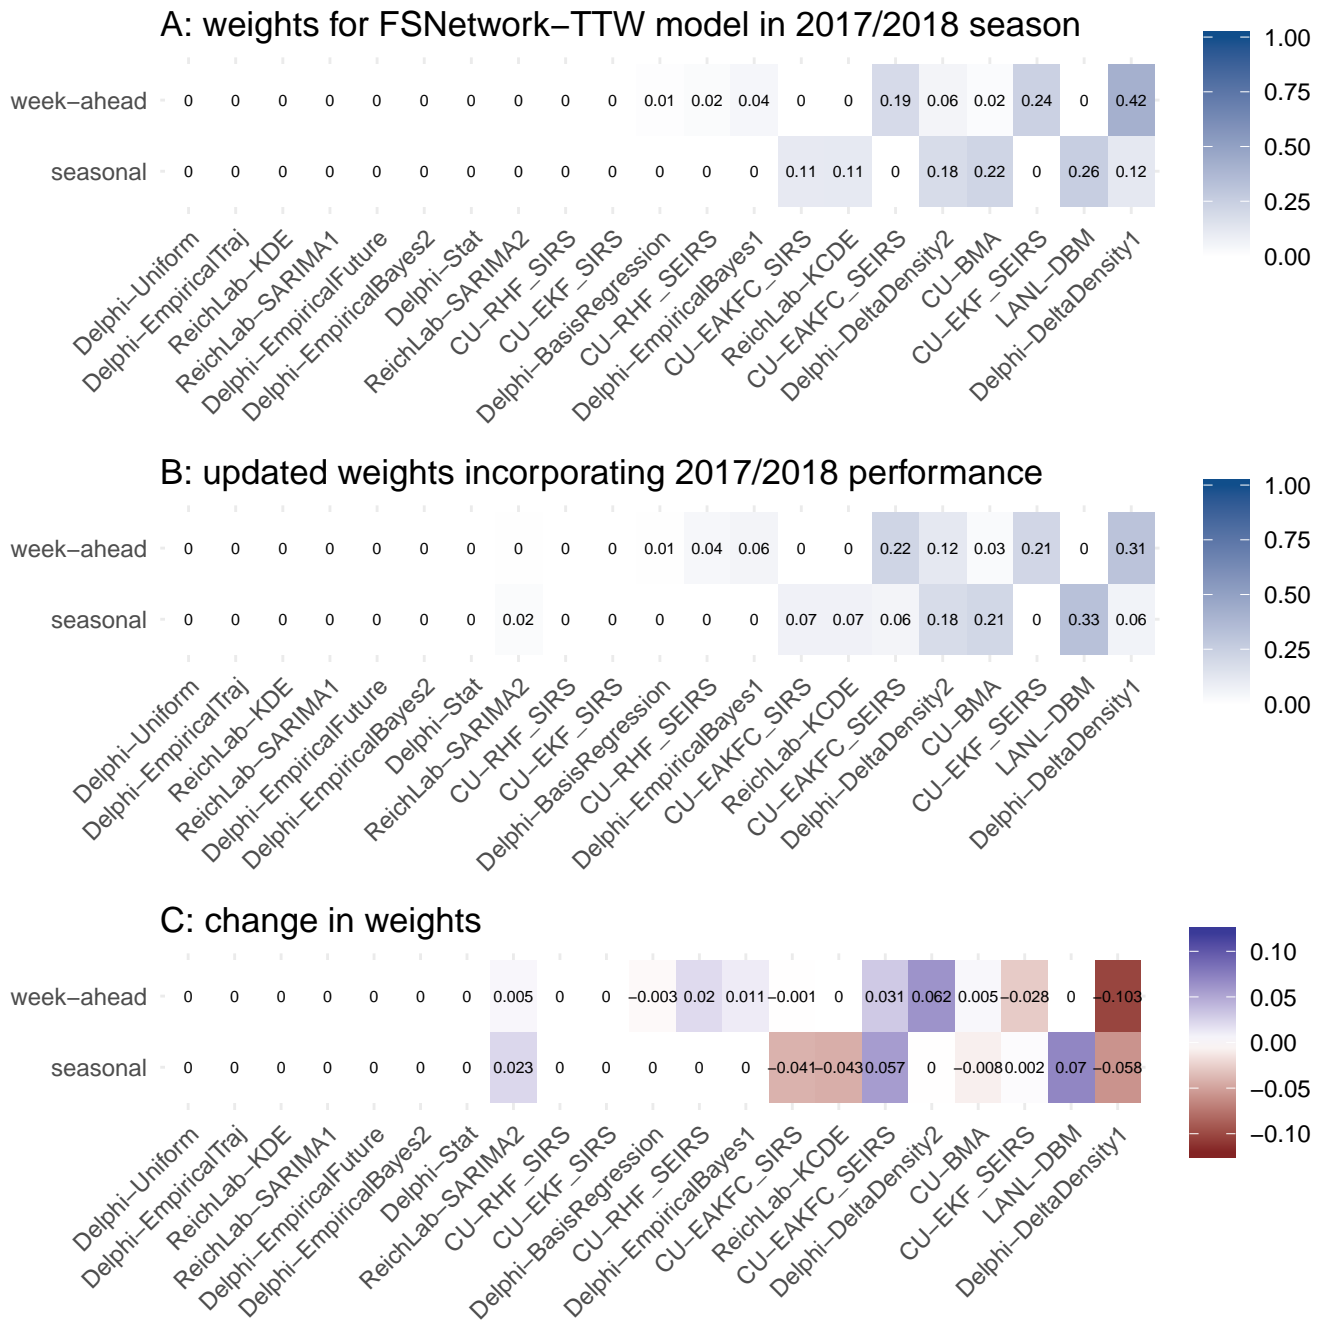 A: weights for FSNetwork−TTW model in 2017/2018 season
week−ahead 0 0 0 0 0 0 0 0 0 0 0.01 0.02 0.04 0 0 0.19 0.06 0.02 0.24 0 0.42
seasonal 0 0 0 0 0 0 0 0 0 0 0 0 0 0.11 0.11 0 0.18 0.22 0 0.26 0.12
Delphi−Uniform
Delphi−EmpiricalTraj
ReichLab−KDE
ReichLab−SARIMA1
Delphi−EmpiricalFuture
Delphi−EmpiricalBayes2
Delphi−Stat
ReichLab−SARIMA2
CU−RHF_SIRS
CU−EKF_SIRS
Delphi−BasisRegression
CU−RHF_SEIRS
Delphi−EmpiricalBayes1
CU−EAKFC_SIRS
ReichLab−KCDE
CU−EAKFC_SEIRS
Delphi−DeltaDensity2
CU−BMA
CU−EKF_SEIRS
LANL−DBM
Delphi−DeltaDensity1
1.00
0.75
0.50
0.25
0.00
B: updated weights incorporating 2017/2018 performance
week−ahead 0 0 0 0 0 0 0 0 0 0 0.01 0.04 0.06 0 0 0.22 0.12 0.03 0.21 0 0.31
seasonal 0 0 0 0 0 0 0 0.02 0 0 0 0 0 0.07 0.07 0.06 0.18 0.21 0 0.33 0.06
Delphi−Uniform
Delphi−EmpiricalTraj
ReichLab−KDE
ReichLab−SARIMA1
Delphi−EmpiricalFuture
Delphi−EmpiricalBayes2
Delphi−Stat
ReichLab−SARIMA2
CU−RHF_SIRS
CU−EKF_SIRS
Delphi−BasisRegression
CU−RHF_SEIRS
Delphi−EmpiricalBayes1
CU−EAKFC_SIRS
ReichLab−KCDE
CU−EAKFC_SEIRS
Delphi−DeltaDensity2
CU−BMA
CU−EKF_SEIRS
LANL−DBM
Delphi−DeltaDensity1
1.00
0.75
0.50
0.25
0.00
C: change in weights
week−ahead 0 0 0 0 0 0 0 0.005 0 0 −0.003 0.02 0.011 −0.001 0 0.031 0.062 0.005 −0.028 0 −0.103
seasonal 0 0 0 0 0 0 0 0.023 0 0 0 0 0 −0.041 −0.043 0.057 0 −0.008 0.002 0.07 −0.058
Delphi−Uniform
Delphi−EmpiricalTraj
ReichLab−KDE
ReichLab−SARIMA1
Delphi−EmpiricalFuture
Delphi−EmpiricalBayes2
Delphi−Stat
ReichLab−SARIMA2
CU−RHF_SIRS
CU−EKF_SIRS
Delphi−BasisRegression
CU−RHF_SEIRS
Delphi−EmpiricalBayes1
CU−EAKFC_SIRS
ReichLab−KCDE
CU−EAKFC_SEIRS
Delphi−DeltaDensity2
CU−BMA
CU−EKF_SEIRS
LANL−DBM
Delphi−DeltaDensity1
0.10
0.05
0.00
−0.05
−0.10